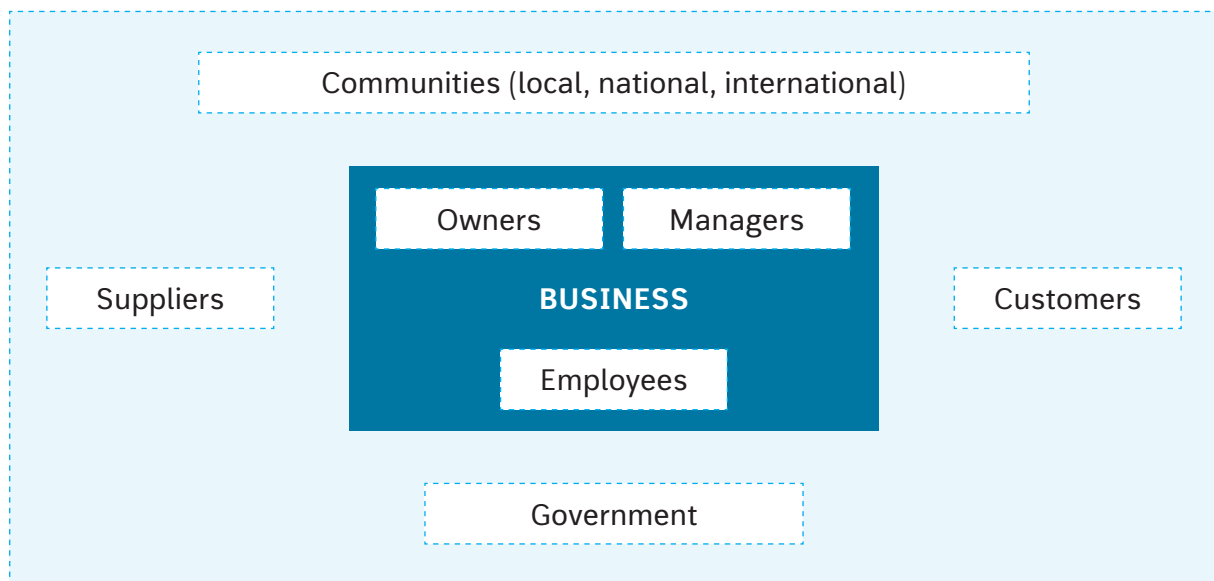 Communities (local, national, international)
Owners
Managers
Suppliers
BUSINESS
Customers
Employees
Government